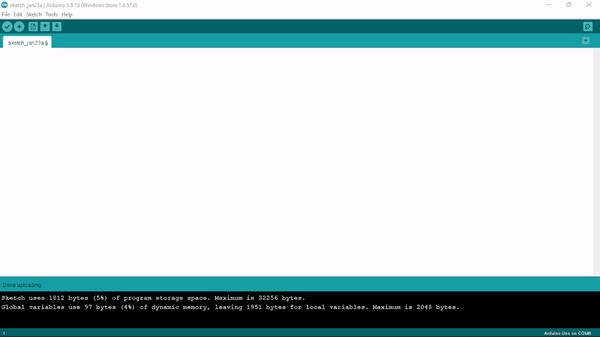 sketch_jan23a | Arduino 1.8.19 (Windows Store 1.8.57.0)
File Edit Sketch Tools Help
sketch_jan23a §
Done uploading
Sketch uses 1812 bytes (5%) of program storage space. Maximum is 32256 bytes.
Global variables use 97 bytes (4%) of dynamic memory, leaving 1951 bytes for local variables. Maximum is 2048 bytes.
1
Arduino Uno on